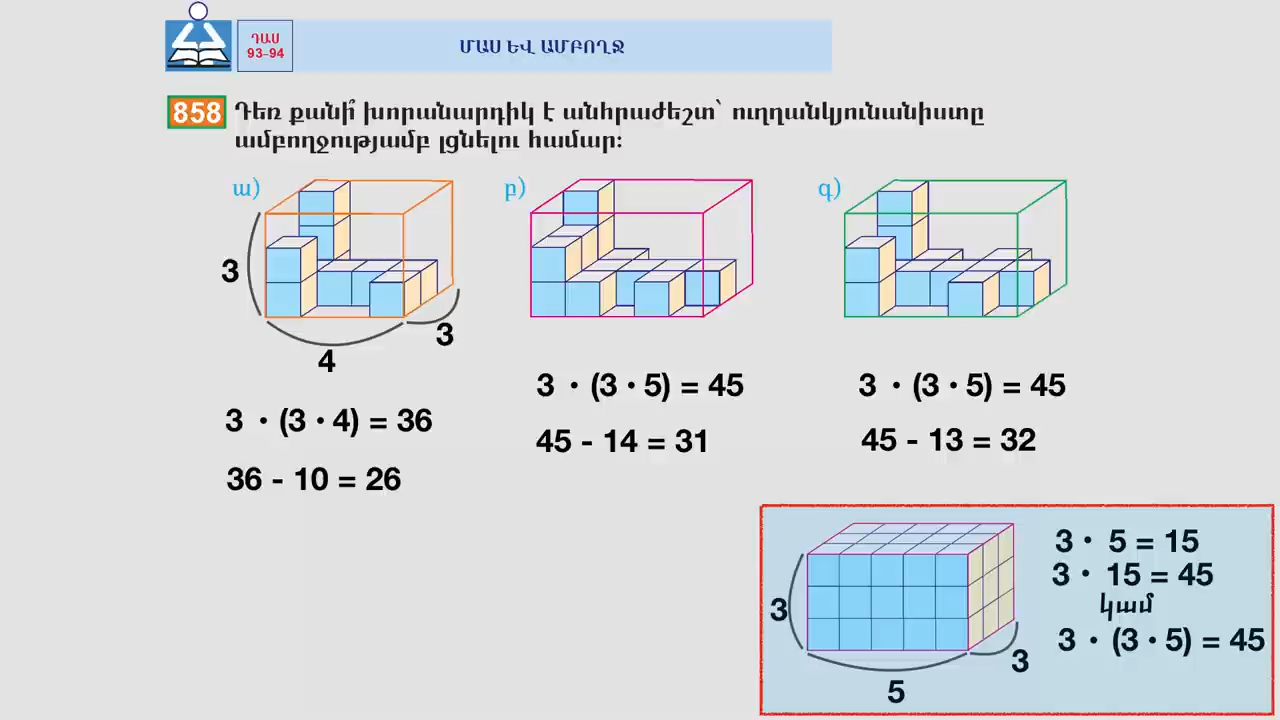 ԴԱՍ
93-94
ՄԱՍ ԵՎ ԱՄԲՈՂՋ
858 Դեռ քանի՞ խորանարդիկ է անհրաժեշտ՝ ուղղանկյունանիստը
ամբողջությամբ լցնելու համար։
ա)
3
4
3
3 · (3 · 4) = 36
36 - 10 = 26
բ)
3 · (3 · 5) = 45
45 - 14 = 31
գ)
3 · (3 · 5) = 45
45 - 13 = 32
3
5
3
3 · 5 = 15
3 · 15 = 45
կամ
3 · (3 · 5) = 45